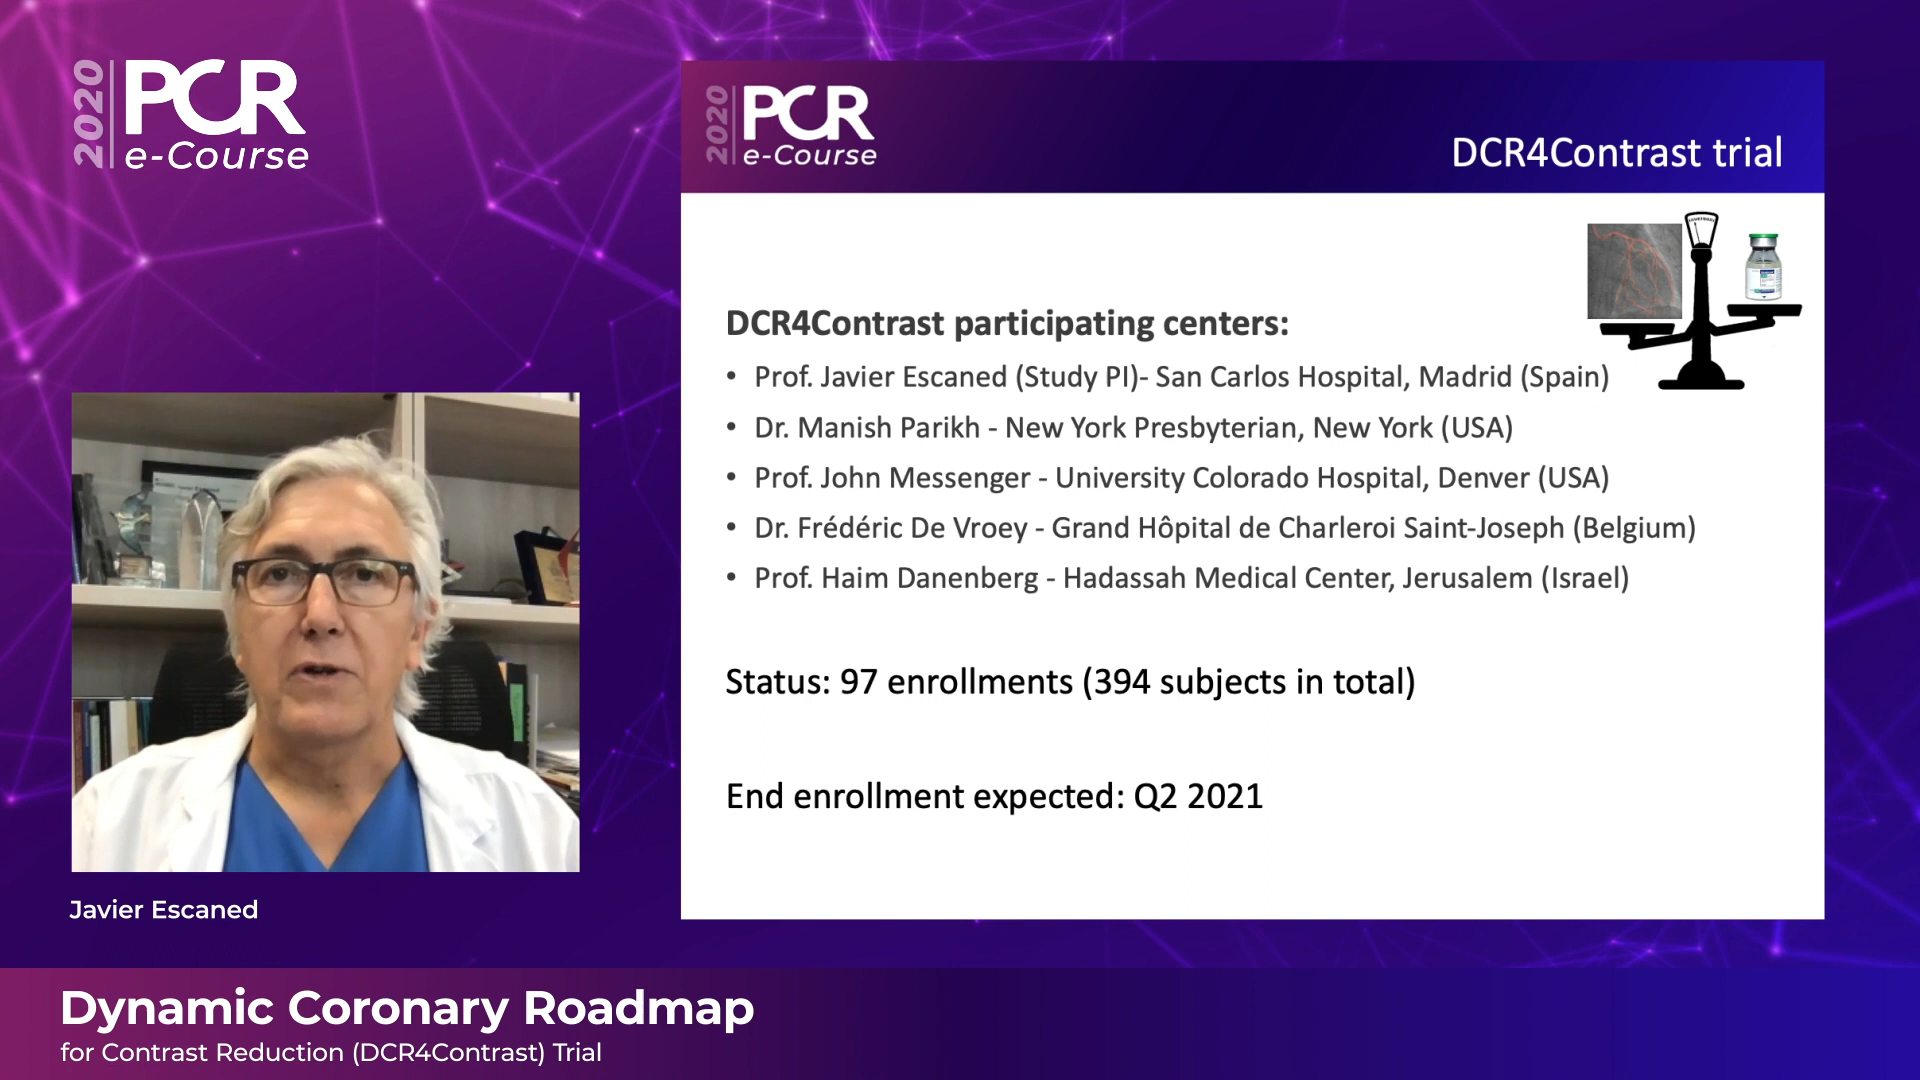 2020
PCR
e-Course
2020
PCR
e-Course
DCR4Contrast trial
DCR4Contrast participating centers:
• Prof. Javier Escaned (Study PI)- San Carlos Hospital, Madrid (Spain)
• Dr. Manish Parikh - New York Presbyterian, New York (USA)
• Prof. John Messenger - University Colorado Hospital, Denver (USA)
• Dr. Frédéric De Vroey - Grand Hôpital de Charleroi Saint-Joseph (Belgium)
• Prof. Haim Danenberg - Hadassah Medical Center, Jerusalem (Israel)
Status: 97 enrollments (394 subjects in total)
End enrollment expected: Q2 2021
Javier Escaned
Dynamic Coronary Roadmap
for Contrast Reduction (DCR4Contrast) Trial